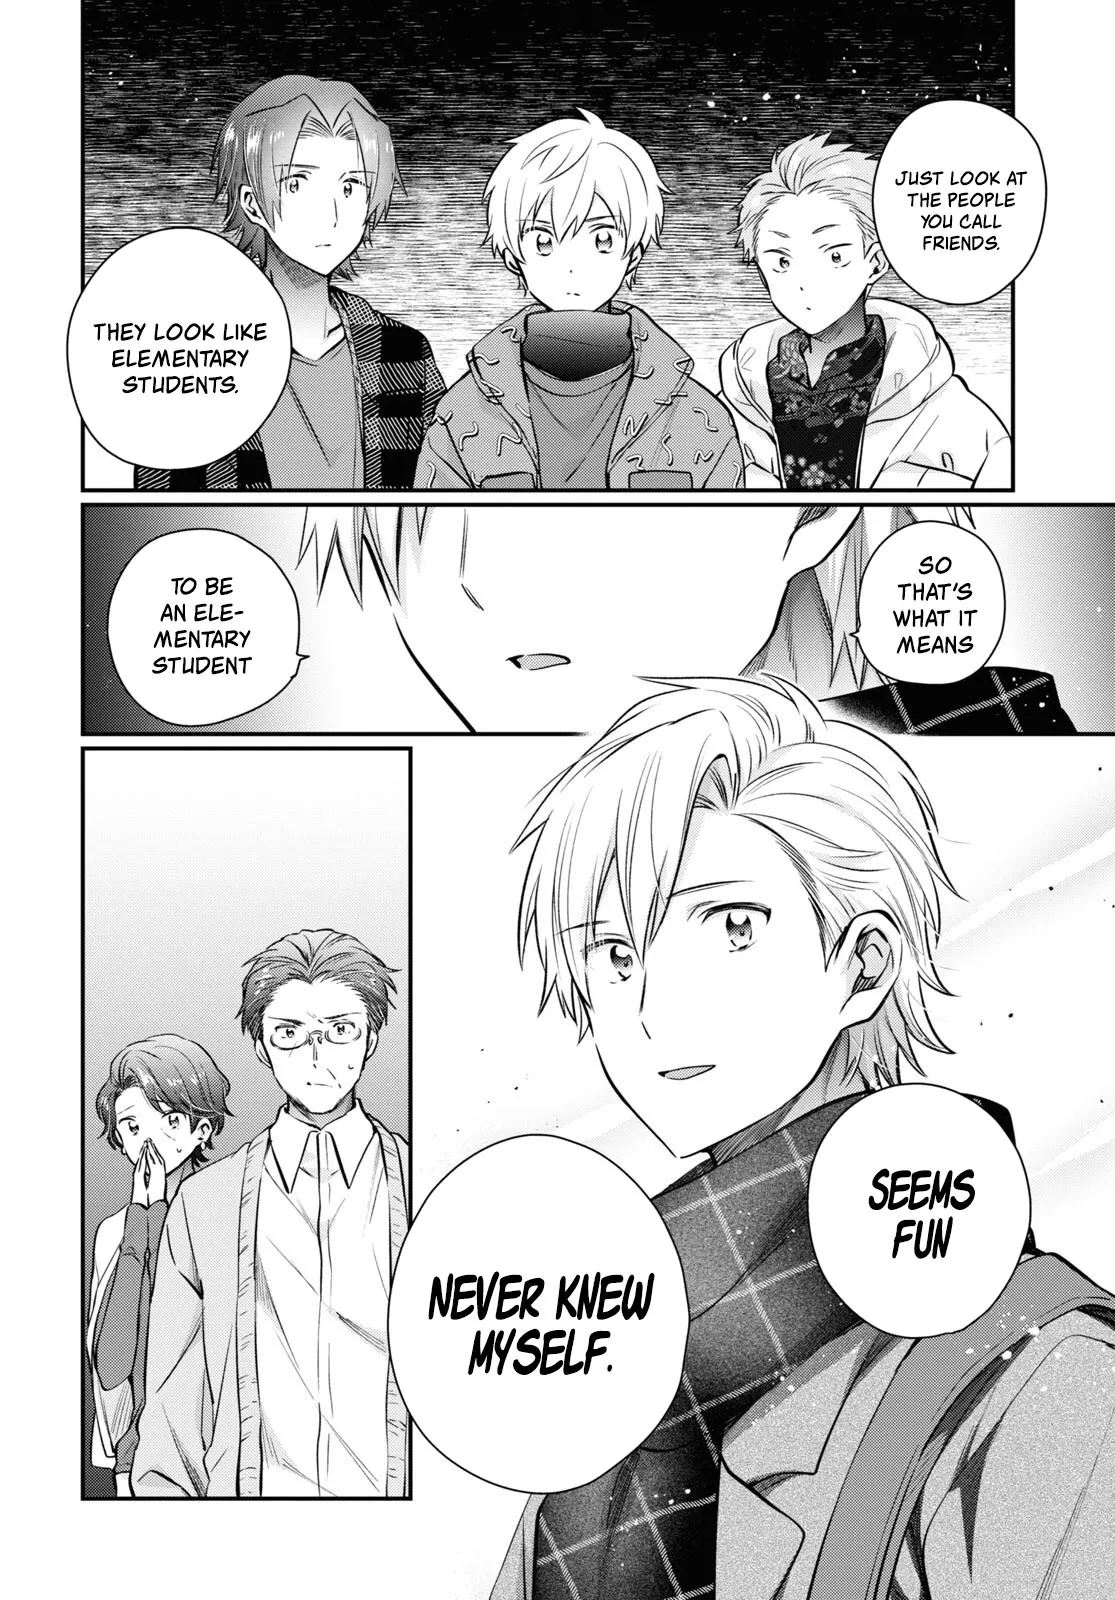 JUST LOOK AT
THE PEOPLE
YOU CALL
FRIENDS.
THEY LOOK LIKE
ELEMENTARY
STUDENTS.
SO
THAT'S
WHAT IT
MEANS
TO BE
AN ELE-
MENTARY
STUDENT
SEEMS
FUN
NEVER KNEW
MYSELF.